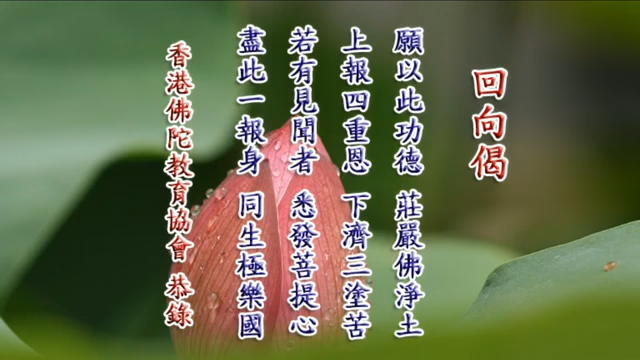 回向偈
願以此功德 莊嚴佛淨土
上報四重恩 下濟三塗苦
若有見聞者 悉發菩提心
盡此一報身 同生極樂國
香港佛陀教育協會 恭錄